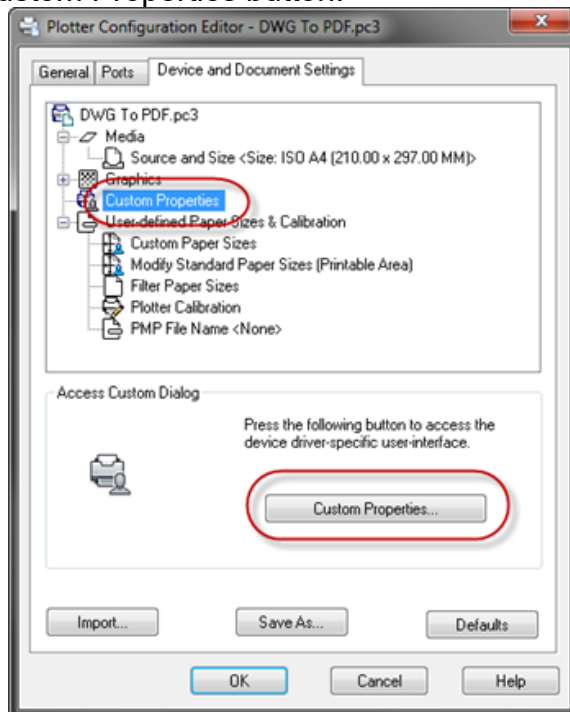 Custom Properties button.
Plotter Configuration Editor - DWG To PDF.pc3
General Ports Device and Document Settings
DWG To PDF.pc3
Media
Source and Size <Size: ISO A4 (210.00 x 297.00 MM)>
Graphics
Custom Properties
User-defined Paper Sizes & Calibration
Custom Paper Sizes
Modify Standard Paper Sizes (Printable Area)
Filter Paper Sizes
Plotter Calibration
PMP File Name <None>
Access Custom Dialog
Press the following button to access the
device driver-specific user-interface.
Custom Properties...
Import... Save As... Defaults
OK Cancel Help